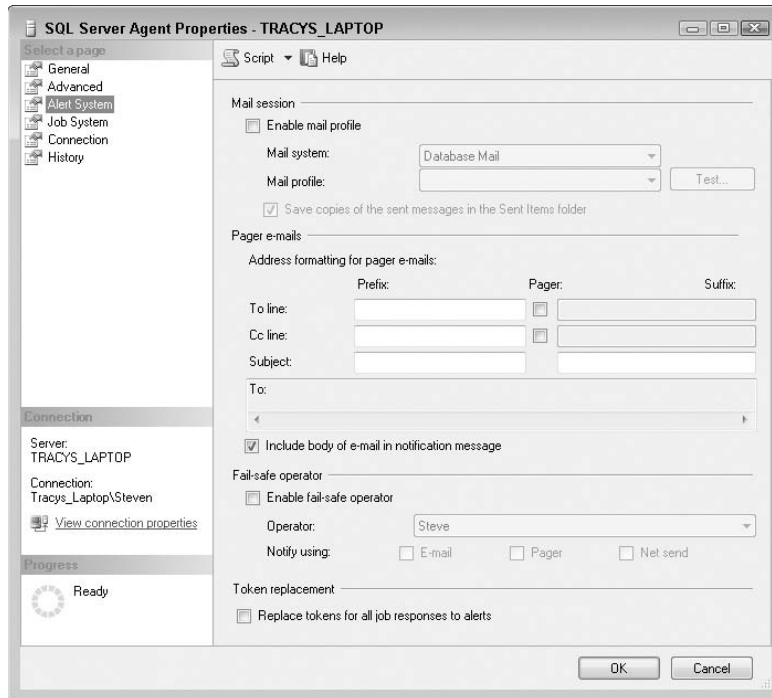 SQL Server Agent Properties - TRACYS_LAPTOP
Select a page
General
Advanced
Alert System
Job System
Connection
History
Script Help
Mail session
Enable mail profile
Mail system: Database Mail
Mail profile: Test...
Save copies of the sent messages in the Sent Items folder
Pager e-mails
Address formatting for pager e-mails:
Prefix: Pager: Suffix:
To line:
Cc line:
Subject:
To:
Include body of e-mail in notification message
Fail-safe operator
Enable fail-safe operator
Operator: Steve
Notify using: E-mail Pager Net send
Token replacement
Replace tokens for all job responses to alerts
Connection
Server:
TRACYS_LAPTOP
Connection:
Tracys_Laptop\Steven
View connection properties
Progress
Ready
OK Cancel